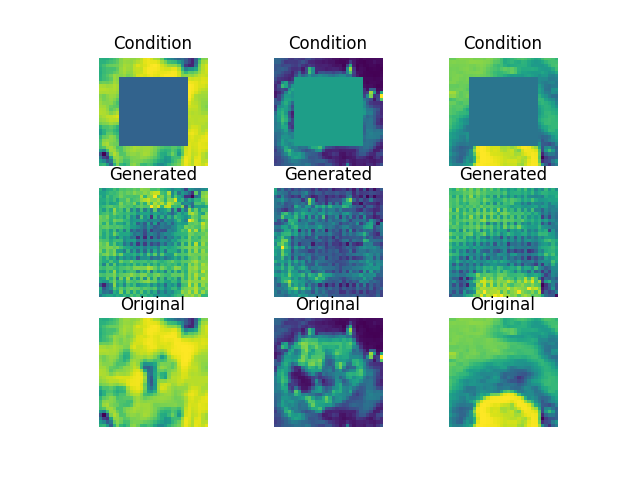 Condition Condition Condition
Generated Generated Generated
Original Original Original